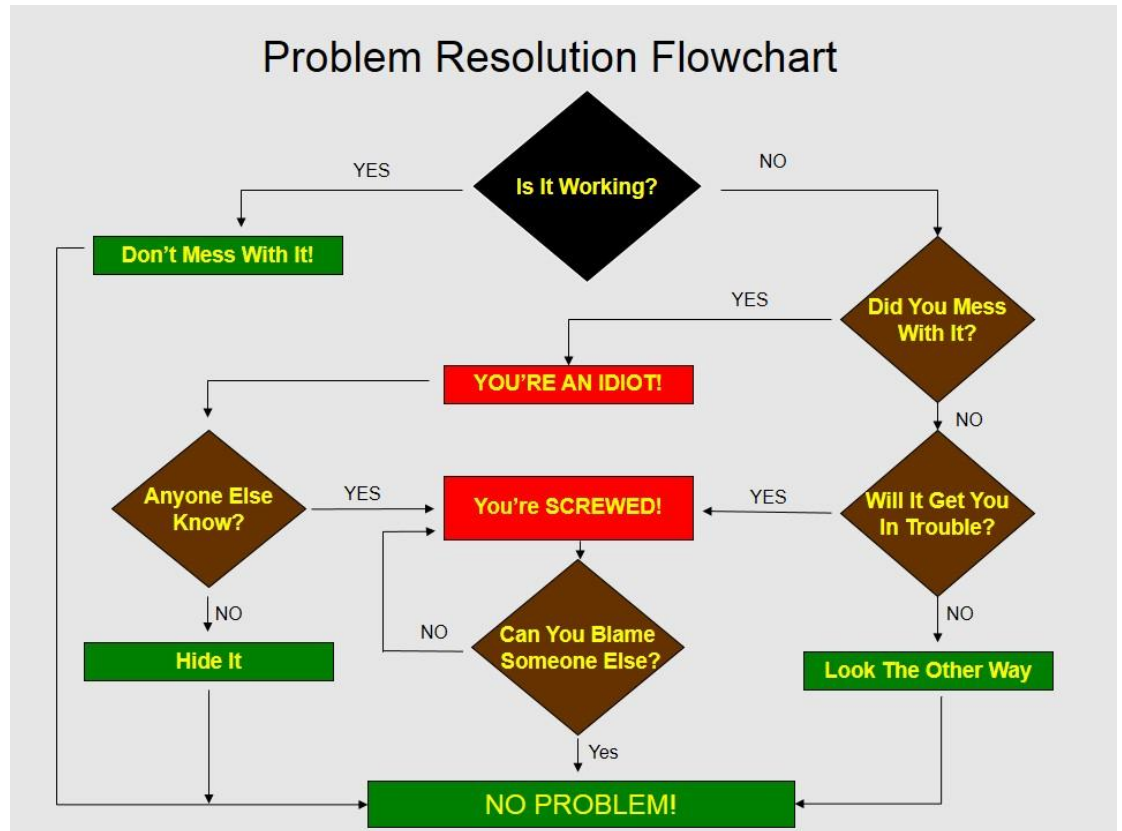 Problem Resolution Flowchart
YES
NO
Is It Working?
Don't Mess With It!
YES
Did You Mess
With It?
YOU'RE AN IDIOT!
NO
Anyone Else
Know?
YES
You're SCREWED!
YES
Will It Get You
In Trouble?
NO
NO
Can You Blame
Someone Else?
NO
Hide It
Look The Other Way
Yes
NO PROBLEM!